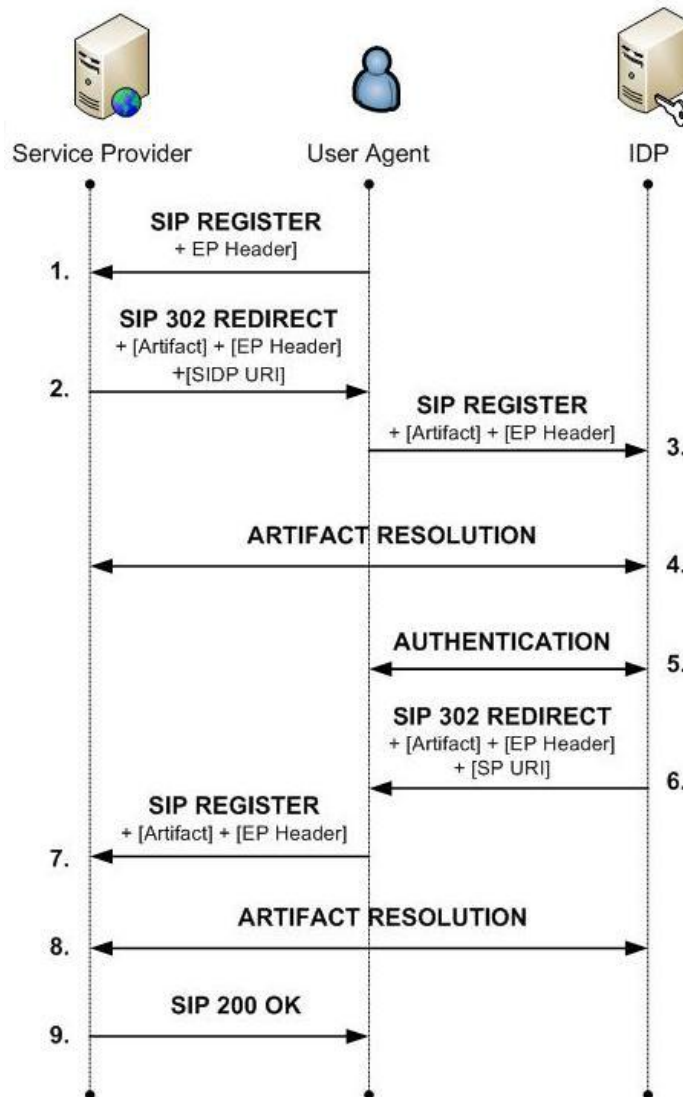 Service Provider
User Agent
IDP
SIP REGISTER
+ EP Header]
1.
SIP 302 REDIRECT
+ [Artifact] + [EP Header]
+[SIDP URI]
2.
SIP REGISTER
+ [Artifact] + [EP Header]
3.
ARTIFACT RESOLUTION
4.
AUTHENTICATION
5.
SIP 302 REDIRECT
+ [Artifact] + [EP Header]
+ [SP URI]
6.
SIP REGISTER
+ [Artifact] + [EP Header]
7.
ARTIFACT RESOLUTION
8.
SIP 200 OK
9.